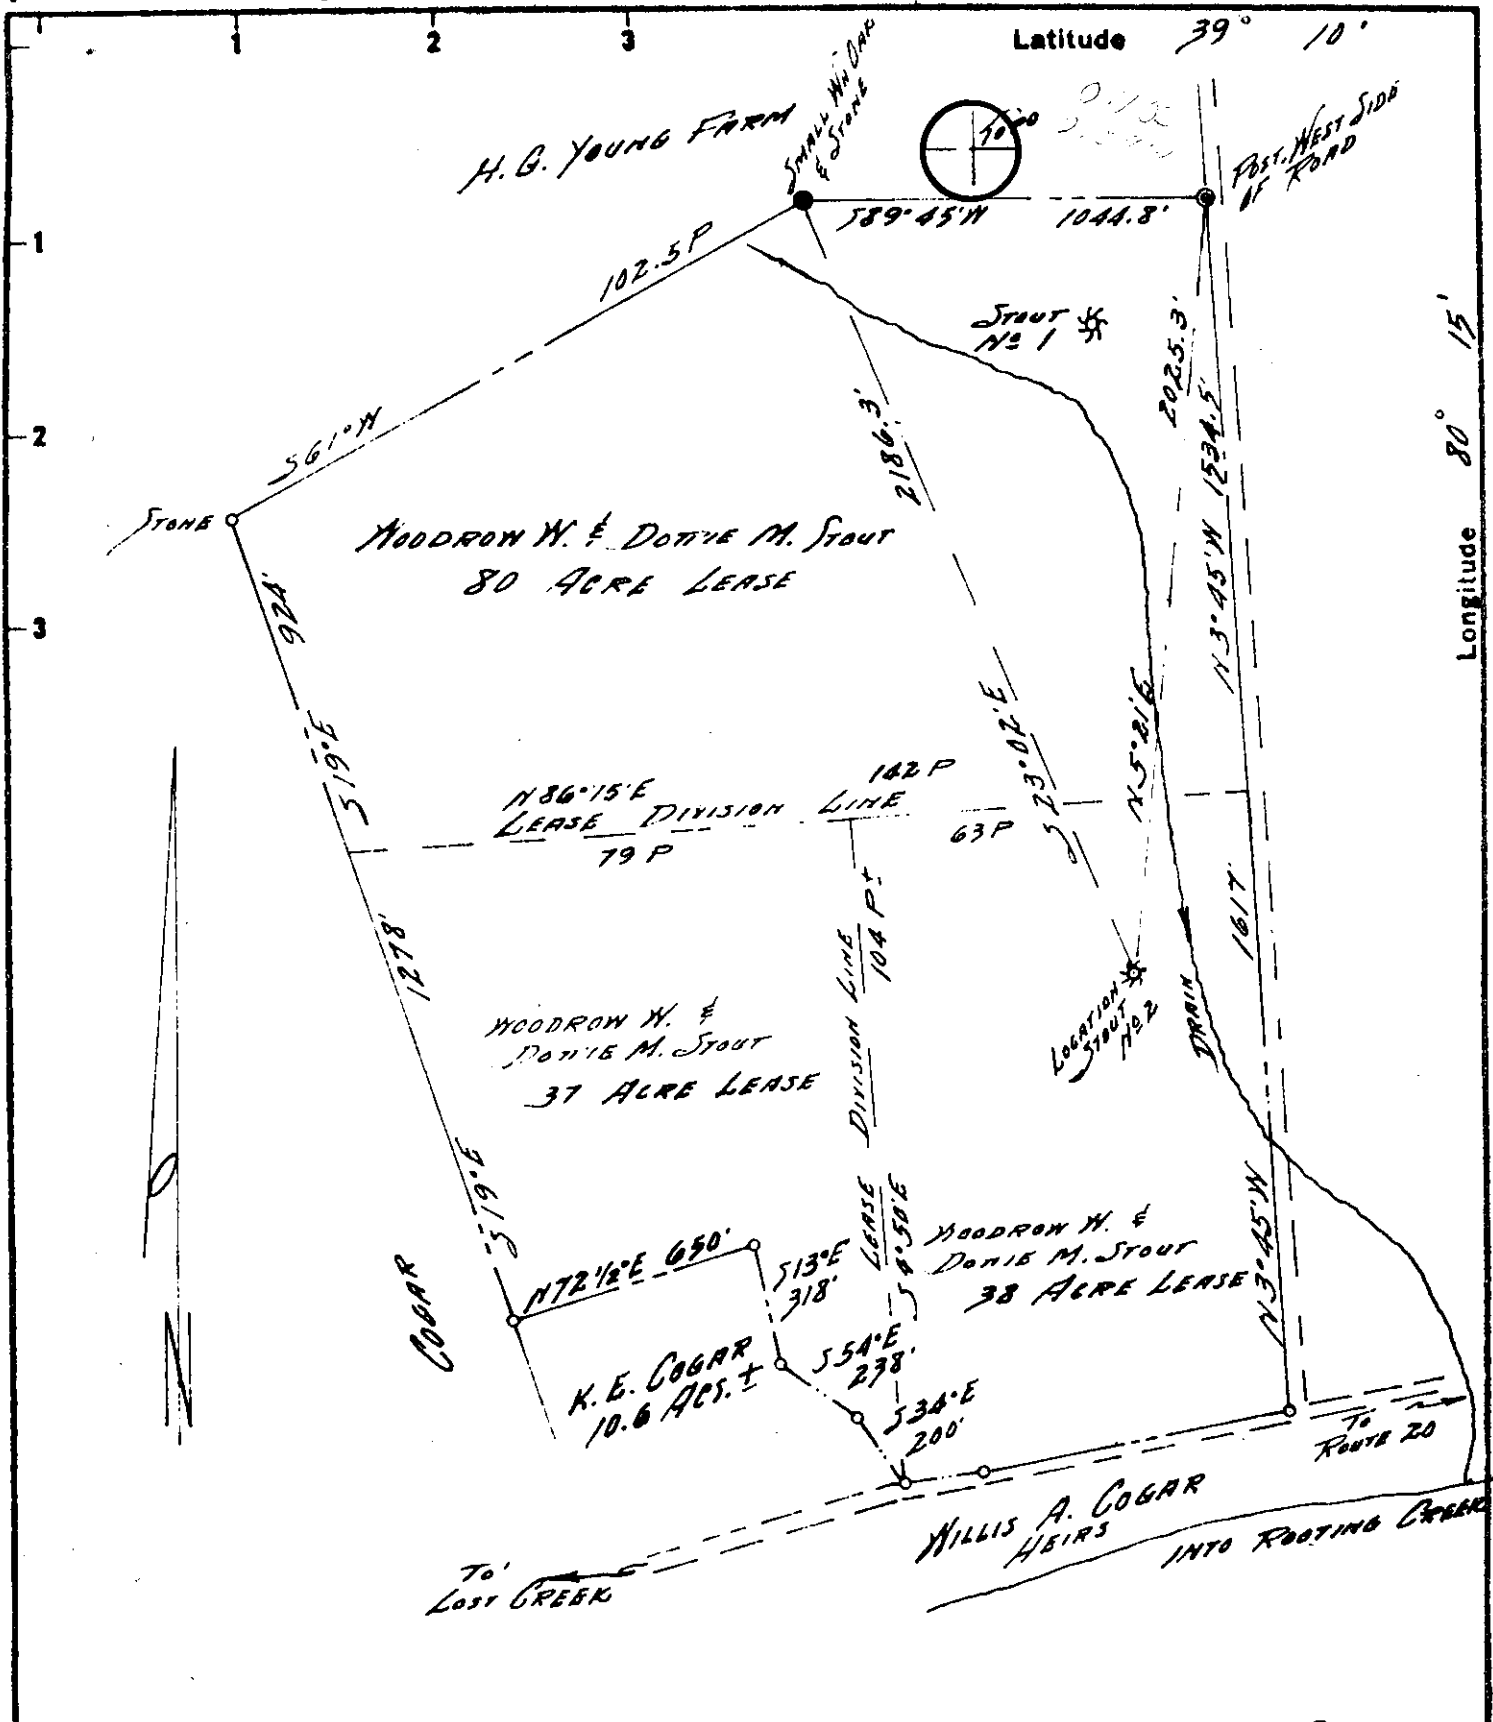 1 2 3
Latitude 39° 10'
H. G. YOUNG FARM
SMALL WH OAK
& STONE
TOPO
POST. WEST SIDE
OF ROAD
S89°45'W 1044.8'
102.5 P
S61°W
1
2
3
STOUT
Nº 1
2025.3'
15'
80°
Longitude
2186.3'
N3°45'W 1534.5'
STONE
WOODROW W. & DOTTIE M. STOUT
80 ACRE LEASE
924'
S19°E
S23°02'E
N5°21'E
N86°15'E
142 P
LEASE DIVISION LINE
79 P
63 P
104 P±
LEASE DIVISION LINE
S4°50'E
1617'
1278'
LOCATION
STOUT
Nº 2
DRAIN
WOODROW W. &
DOTTIE M. STOUT
37 ACRE LEASE
S19°E
N3°45'W
WOODROW W. &
DOTTIE M. STOUT
38 ACRE LEASE
N72½°E 650'
S13°E
318'
COGAR
K. E. COGAR
10.6 ACS. ±
S54°E
238'
S34°E
200'
TO
ROUTE 20
WILLIS A. COGAR
HEIRS
INTO ROOTING CREEK
TO
LOST CREEK
N